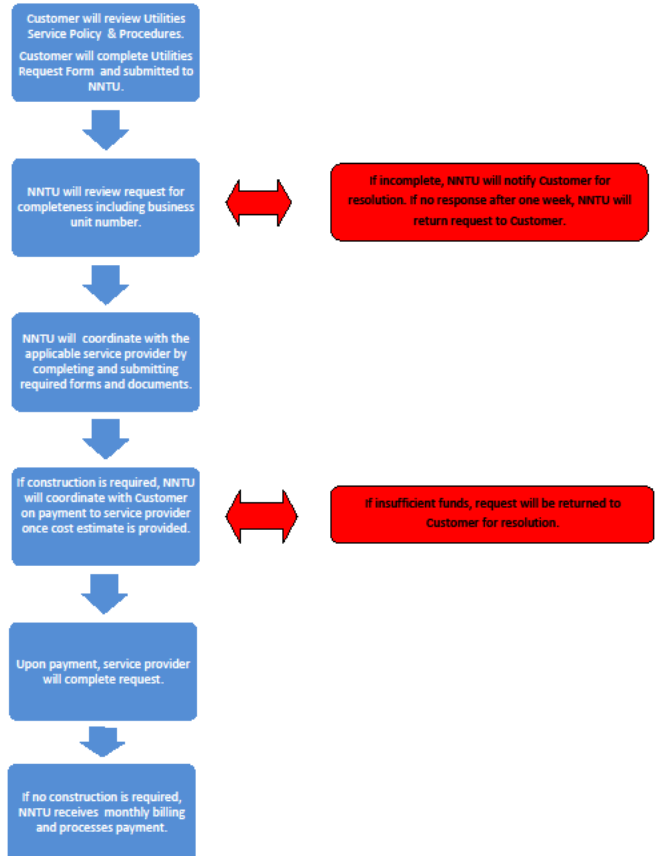 Customer will review Utilities
Service Policy & Procedures.
Customer will complete Utilities
Request Form and submitted to
NNTU.
NNTU will review request for
completeness including business
unit number.
If incomplete, NNTU will notify Customer for
resolution. If no response after one week, NNTU will
return request to Customer.
NNTU will coordinate with the
applicable service provider by
completing and submitting
required forms and documents.
If construction is required, NNTU
will coordinate with Customer
on payment to service provider
once cost estimate is provided.
If insufficient funds, request will be returned to
Customer for resolution.
Upon payment, service provider
will complete request.
If no construction is required,
NNTU receives monthly billing
and processes payment.